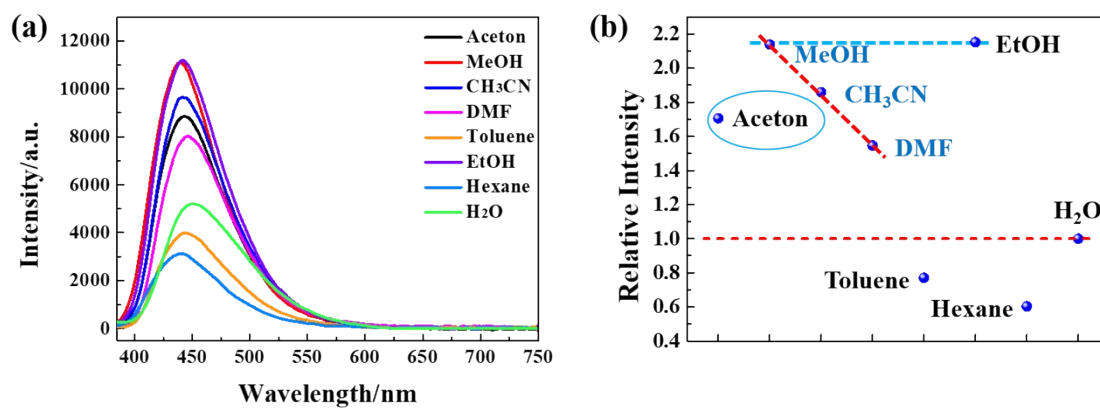 (a)
12000
10000
8000
6000
4000
2000
0
Intensity/a.u.
400 450 500 550 600 650 700 750
Wavelength/nm
Aceton
MeOH
CH3CN
DMF
Toluene
EtOH
Hexane
H2O
(b)
2.2
2.0
1.8
1.6
1.4
1.2
1.0
0.8
0.6
0.4
Relative Intensity
MeOH
EtOH
CH₃CN
Aceton
DMF
H₂O
Toluene
Hexane